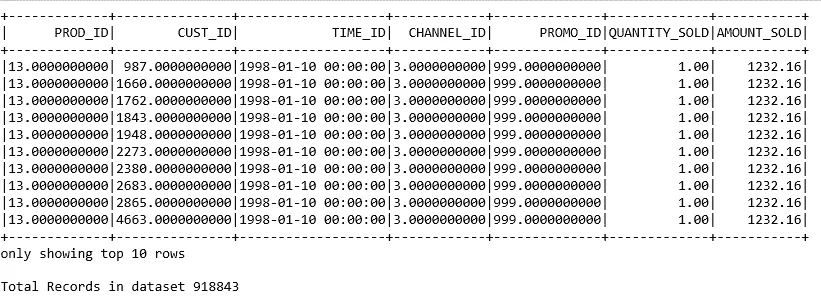 +-------------+---------------+-------------------+------------+--------------+-------------+-----------+
|      PROD_ID|        CUST_ID|            TIME_ID|  CHANNEL_ID|      PROMO_ID|QUANTITY_SOLD|AMOUNT_SOLD|
+-------------+---------------+-------------------+------------+--------------+-------------+-----------+
|13.0000000000| 987.0000000000|1998-01-10 00:00:00|3.0000000000|999.0000000000|         1.00|    1232.16|
|13.0000000000|1660.0000000000|1998-01-10 00:00:00|3.0000000000|999.0000000000|         1.00|    1232.16|
|13.0000000000|1762.0000000000|1998-01-10 00:00:00|3.0000000000|999.0000000000|         1.00|    1232.16|
|13.0000000000|1843.0000000000|1998-01-10 00:00:00|3.0000000000|999.0000000000|         1.00|    1232.16|
|13.0000000000|1948.0000000000|1998-01-10 00:00:00|3.0000000000|999.0000000000|         1.00|    1232.16|
|13.0000000000|2273.0000000000|1998-01-10 00:00:00|3.0000000000|999.0000000000|         1.00|    1232.16|
|13.0000000000|2380.0000000000|1998-01-10 00:00:00|3.0000000000|999.0000000000|         1.00|    1232.16|
|13.0000000000|2683.0000000000|1998-01-10 00:00:00|3.0000000000|999.0000000000|         1.00|    1232.16|
|13.0000000000|2865.0000000000|1998-01-10 00:00:00|3.0000000000|999.0000000000|         1.00|    1232.16|
|13.0000000000|4663.0000000000|1998-01-10 00:00:00|3.0000000000|999.0000000000|         1.00|    1232.16|
+-------------+---------------+-------------------+------------+--------------+-------------+-----------+
only showing top 10 rows

Total Records in dataset 918843